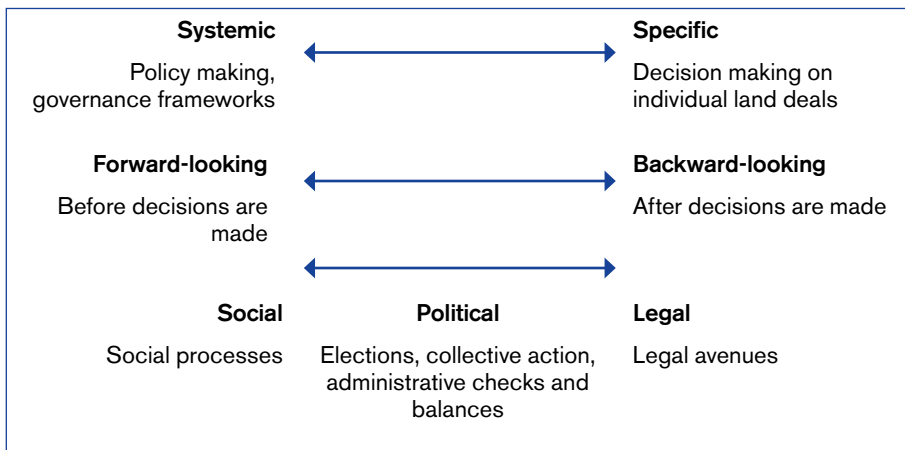 Systemic
Specific
Policy making,
governance frameworks
Decision making on
individual land deals
Forward-looking
Backward-looking
Before decisions are
made
After decisions are made
Social
Political
Legal
Social processes
Elections, collective action,
administrative checks and
balances
Legal avenues